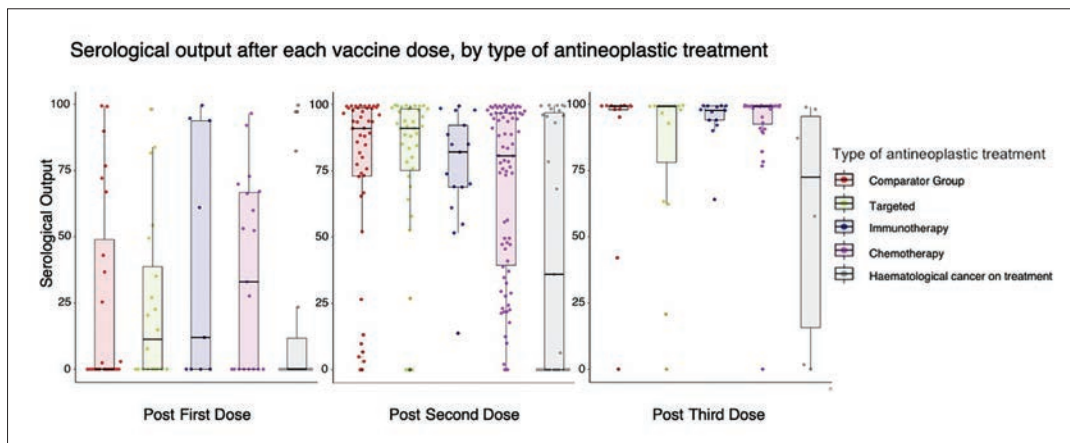 Serological output after each vaccine dose, by type of antineoplastic treatment
Serological Output
100
75
50
25
0
100
75
50
25
0
100
75
50
25
0
Post First Dose
Post Second Dose
Post Third Dose
Type of antineoplastic treatment
Comparator Group
Targeted
Immunotherapy
Chemotherapy
Haematological cancer on treatment